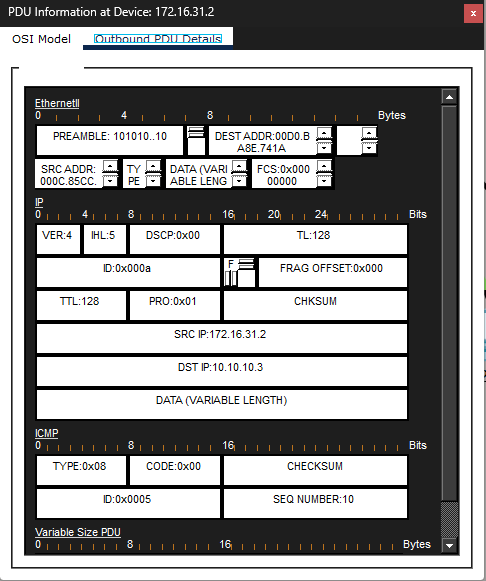 PDU Information at Device: 172.16.31.2
x
OSI Model Outbound PDU Details
EthernetII
0 4 8 Bytes
PREAMBLE: 101010..10 DEST ADDR:00D0.B
A8E.741A
SRC ADDR: TY DATA (VARI FCS:0x000
000C.85CC. PE ABLE LENG 00000
IP
0 4 8 16 20 24 Bits
VER:4 IHL:5 DSCP:0x00 TL:128
ID:0x000a F FRAG OFFSET:0x000
TTL:128 PRO:0x01 CHKSUM
SRC IP:172.16.31.2
DST IP:10.10.10.3
DATA (VARIABLE LENGTH)
ICMP
0 8 16 Bits
TYPE:0x08 CODE:0x00 CHECKSUM
ID:0x0005 SEQ NUMBER:10
Variable Size PDU
0 8 16 Bytes